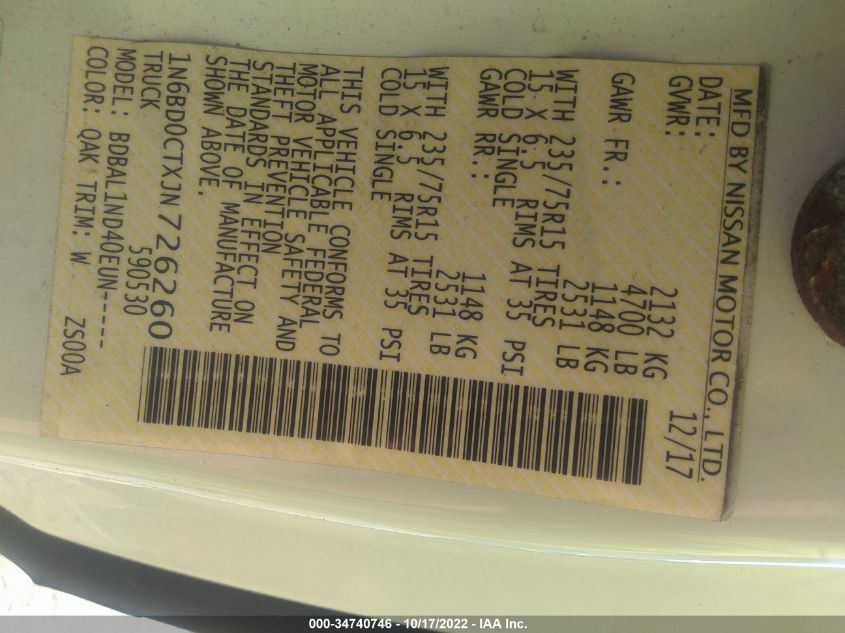 MFD BY NISSAN MOTOR CO., LTD.
DATE: 12/17
GVWR: 2132 KG
4700 LB
GAWR FR.: 1148 KG
2531 LB
WITH 235/75R15 TIRES
15 X 6.5 RIMS AT 35 PSI
COLD SINGLE
GAWR RR.: 1148 KG
2531 LB
WITH 235/75R15 TIRES
15 X 6.5 RIMS AT 35 PSI
COLD SINGLE
THIS VEHICLE CONFORMS TO
ALL APPLICABLE FEDERAL
MOTOR VEHICLE SAFETY AND
THEFT PREVENTION
STANDARDS IN EFFECT ON
THE DATE OF MANUFACTURE
SHOWN ABOVE.
1N6BD0CTXJN726260
TRUCK 590530
MODEL: BDBAL1ND40EUN-----
COLOR: QAK TRIM: W ZS00A
000-34740746 - 10/17/2022 - IAA Inc.